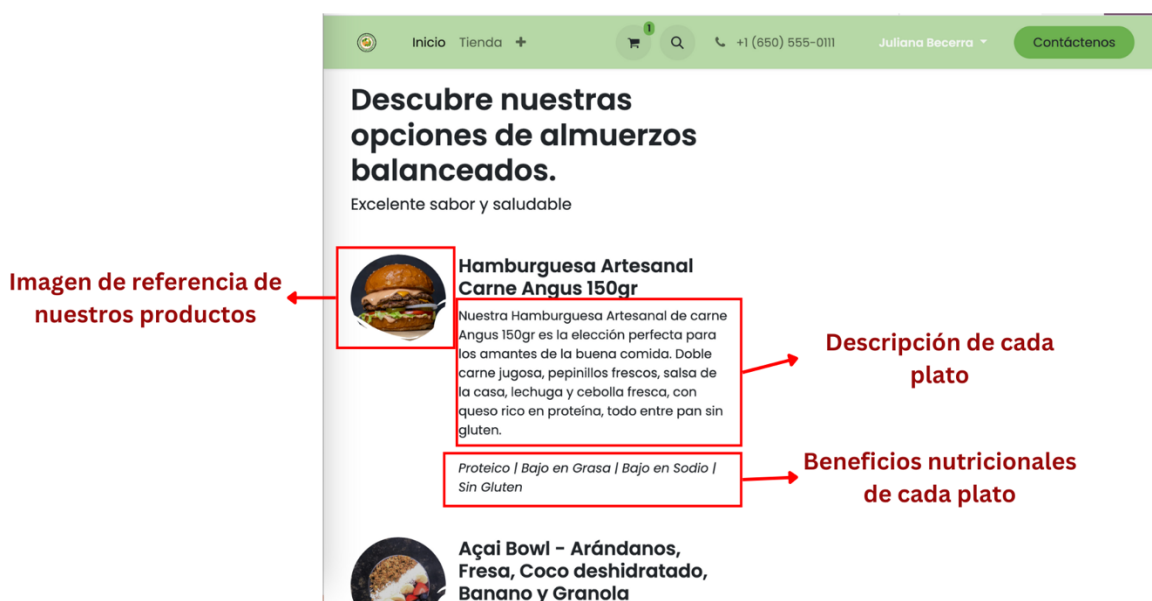 1
Inicio Tienda +
+1 (650) 555-0111
Juliana Becerra
Contáctenos
Descubre nuestras
opciones de almuerzos
balanceados.
Excelente sabor y saludable
Imagen de referencia de
nuestros productos
Hamburguesa Artesanal
Carne Angus 150gr
Nuestra Hamburguesa Artesanal de carne
Angus 150gr es la elección perfecta para
los amantes de la buena comida. Doble
carne jugosa, pepinillos frescos, salsa de
la casa, lechuga y cebolla fresca, con
queso rico en proteína, todo entre pan sin
gluten.
Descripción de cada
plato
Proteico | Bajo en Grasa | Bajo en Sodio |
Sin Gluten
Beneficios nutricionales
de cada plato
Açai Bowl - Arándanos,
Fresa, Coco deshidratado,
Banano y Granola